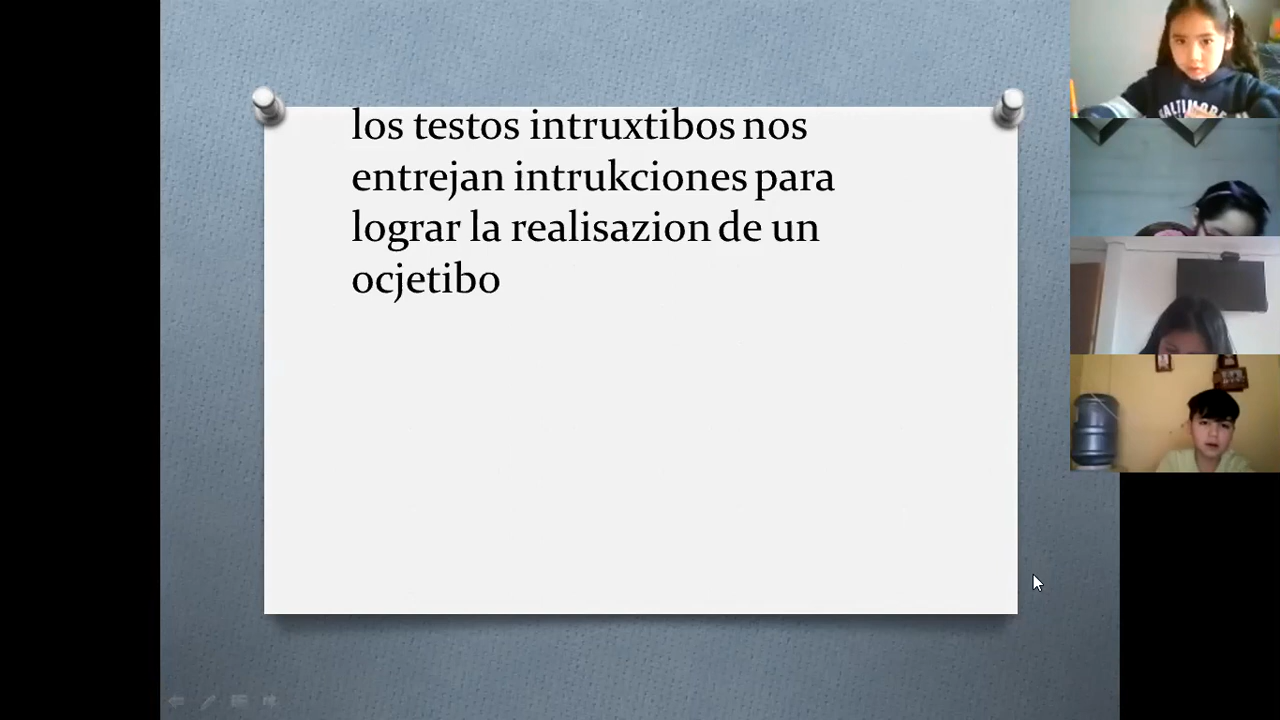 los testos intruxtibos nos
entrejan intrukciones para
lograr la realisazion de un
ocjetibo